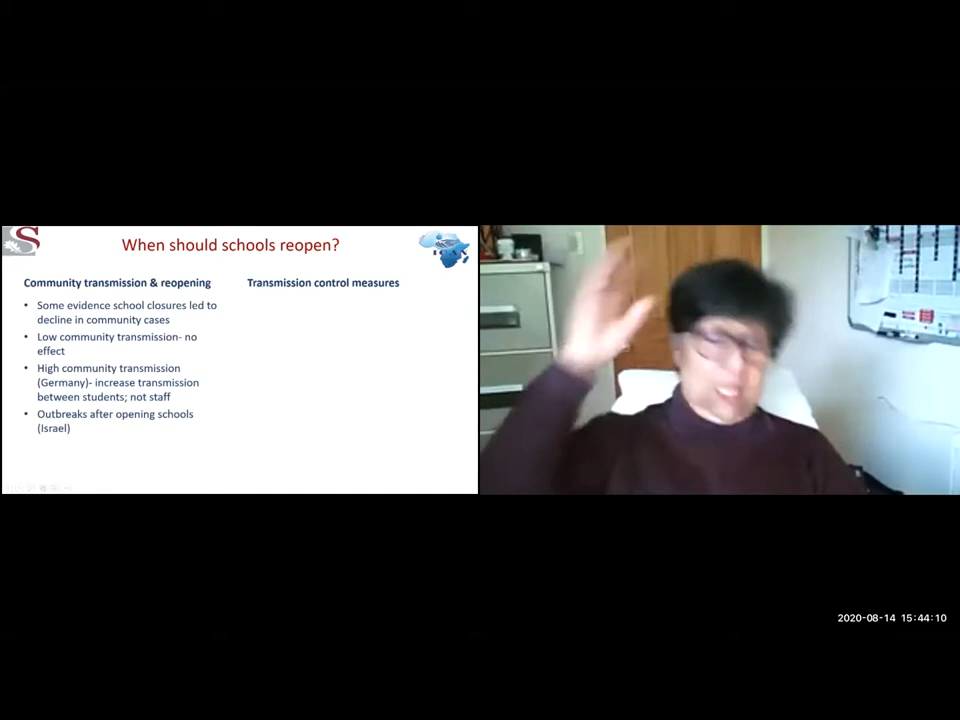 S
When should schools reopen?
Community transmission & reopening
• Some evidence school closures led to
decline in community cases
• Low community transmission- no
effect
• High community transmission
(Germany)- increase transmission
between students; not staff
• Outbreaks after opening schools
(Israel)
Transmission control measures
2020-08-14 15:44:10